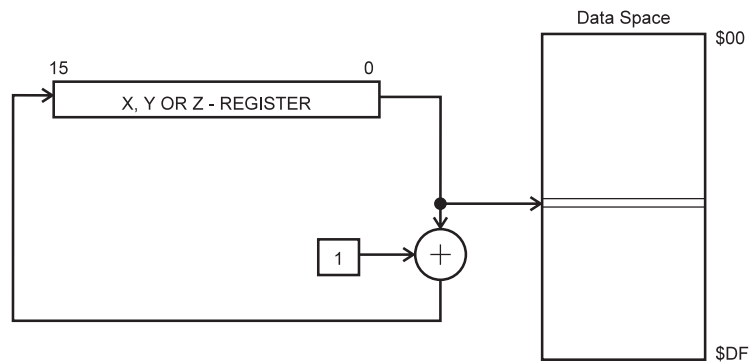 Data Space
$00
15
0
X, Y OR Z - REGISTER
1
+
$DF